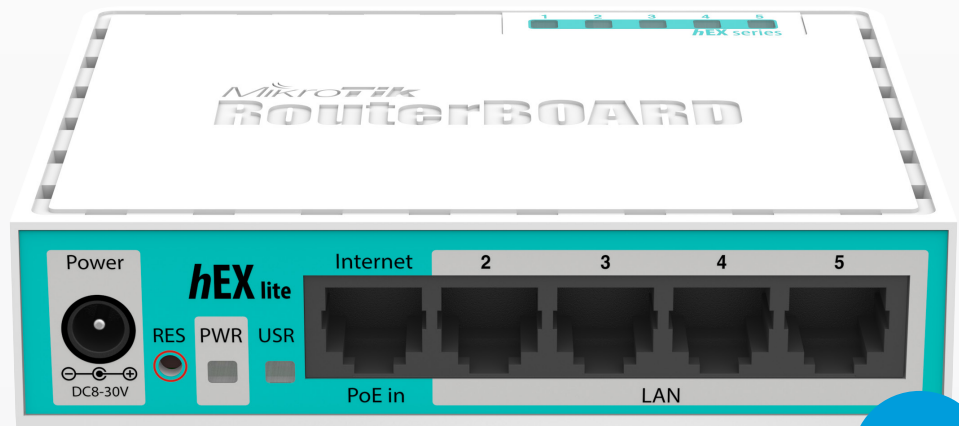 1 2 3 4 5
hEX series
MikroTik
RouterBOARD
Power
hEX lite
Internet 2 3 4 5
RES PWR USR
DC8-30V
PoE in LAN